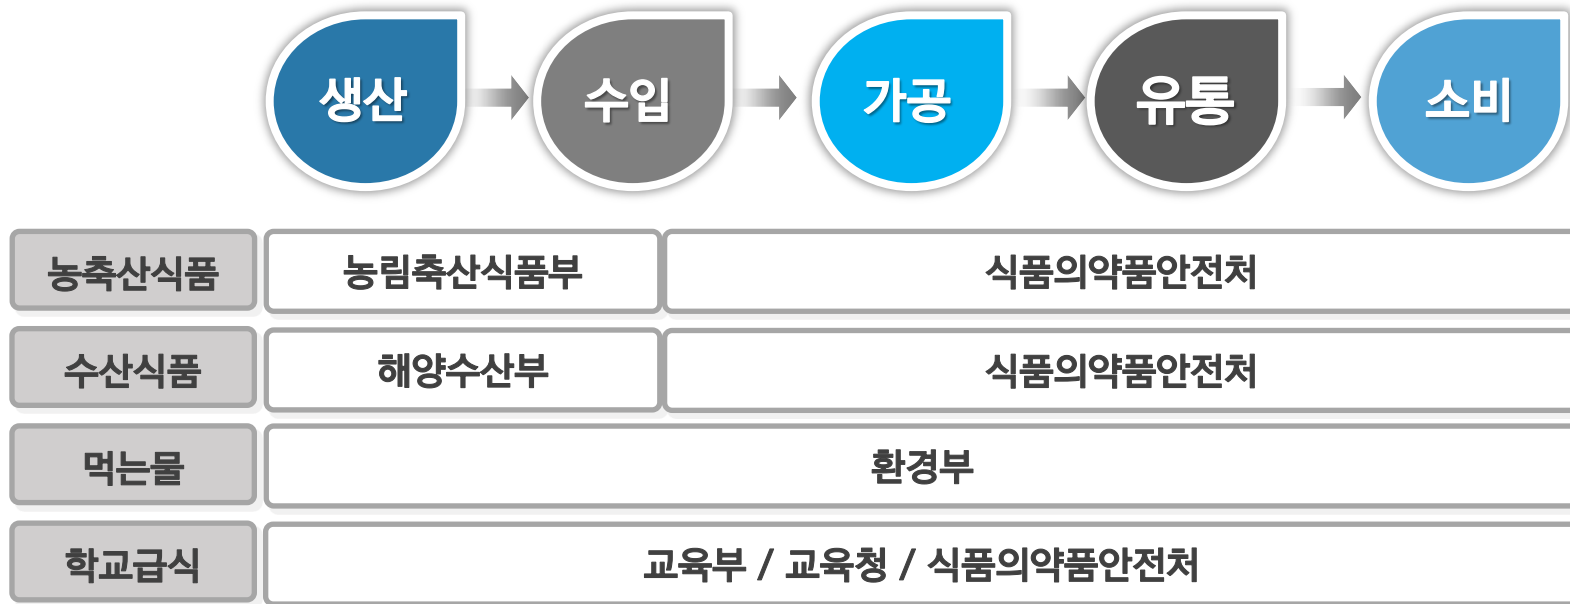 생산 수입 가공 유통 소비
농축산식품 농림축산식품부 식품의약품안전처
수산식품 해양수산부 식품의약품안전처
먹는물 환경부
학교급식 교육부 / 교육청 / 식품의약품안전처